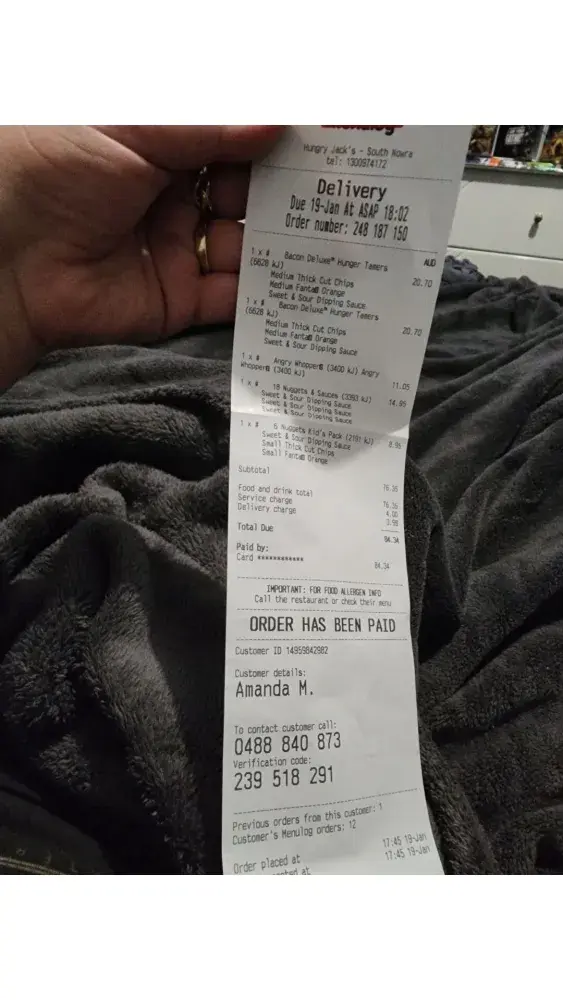 Hungry Jack's - South Nowra
tel: 1300974172
Delivery
Due 19-Jan At ASAP 18:02
Order number: 248 187 150
AUD
1 x # Bacon Deluxe® Hunger Tamers 20.70
(6628 kJ)
Medium Thick Cut Chips
Medium Fanta® Orange
Sweet & Sour Dipping Sauce
1 x # Bacon Deluxe® Hunger Tamers 20.70
(6628 kJ)
Medium Thick Cut Chips
Medium Fanta® Orange
Sweet & Sour Dipping Sauce
1 x # Angry Whopper® (3400 kJ) Angry 11.05
Whopper® (3400 kJ)
1 x # 18 Nuggets & Sauces (3393 kJ) 14.95
Sweet & Sour Dipping Sauce
Sweet & Sour Dipping Sauce
Sweet & Sour Dipping Sauce
1 x # 6 Nuggets Kid's Pack (2191 kJ) 8.96
Sweet & Sour Dipping Sauce
Small Thick Cut Chips
Small Fanta® Orange
Subtotal 76.36
Food and drink total 76.36
Service charge 4.00
Delivery charge 3.98
Total Due 84.34
Paid by:
Card ************ 84.34
IMPORTANT: FOR FOOD ALLERGEN INFO
Call the restaurant or check their menu
ORDER HAS BEEN PAID
Customer ID 14959842982
Customer details:
Amanda M.
To contact customer call:
0488 840 873
Verification code:
239 518 291
Previous orders from this customer: 1
Customer's Menulog orders: 12
Order placed at 17:45 19-Jan
17:45 19-Jan